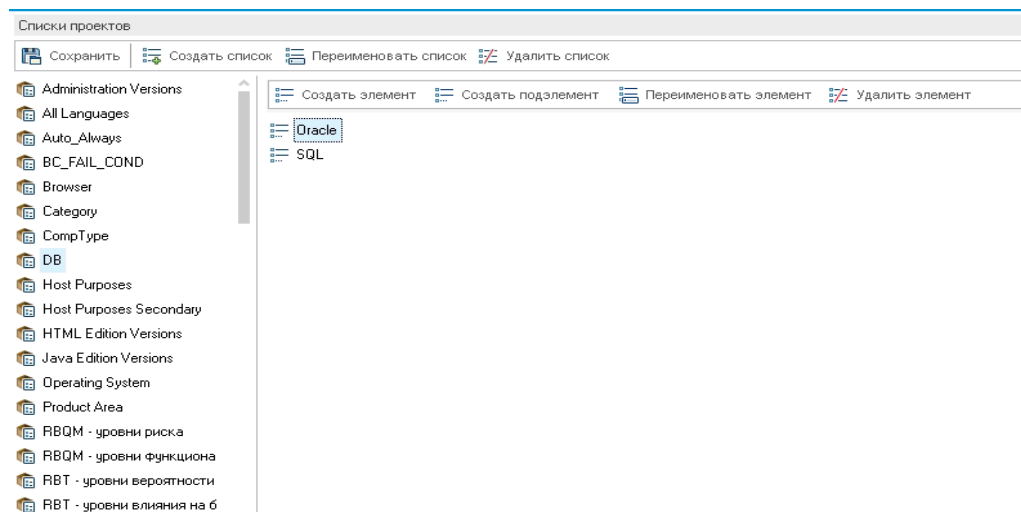 Списки проектов
Сохранить Создать список Переименовать список Удалить список
Administration Versions
All Languages
Auto_Always
BC_FAIL_COND
Browser
Category
CompType
DB
Host Purposes
Host Purposes Secondary
HTML Edition Versions
Java Edition Versions
Operating System
Product Area
RBQM - уровни риска
RBQM - уровни функциона
RBT - уровни вероятности
RBT - уровни влияния на б
Создать элемент Создать подэлемент Переименовать элемент Удалить элемент
Oracle
SQL